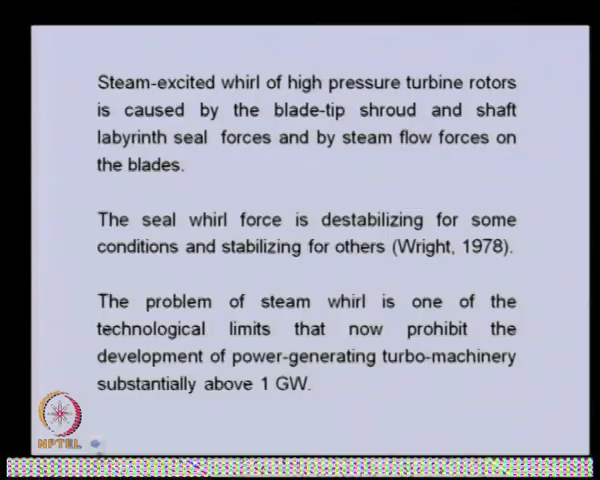 Steam-excited whirl of high pressure turbine rotors
is caused by the blade-tip shroud and shaft
labyrinth seal forces and by steam flow forces on
the blades.
The seal whirl force is destabilizing for some
conditions and stabilizing for others (Wright, 1978).
The problem of steam whirl is one of the
technological limits that now prohibit the
development of power-generating turbo-machinery
substantially above 1 GW.
NPTEL